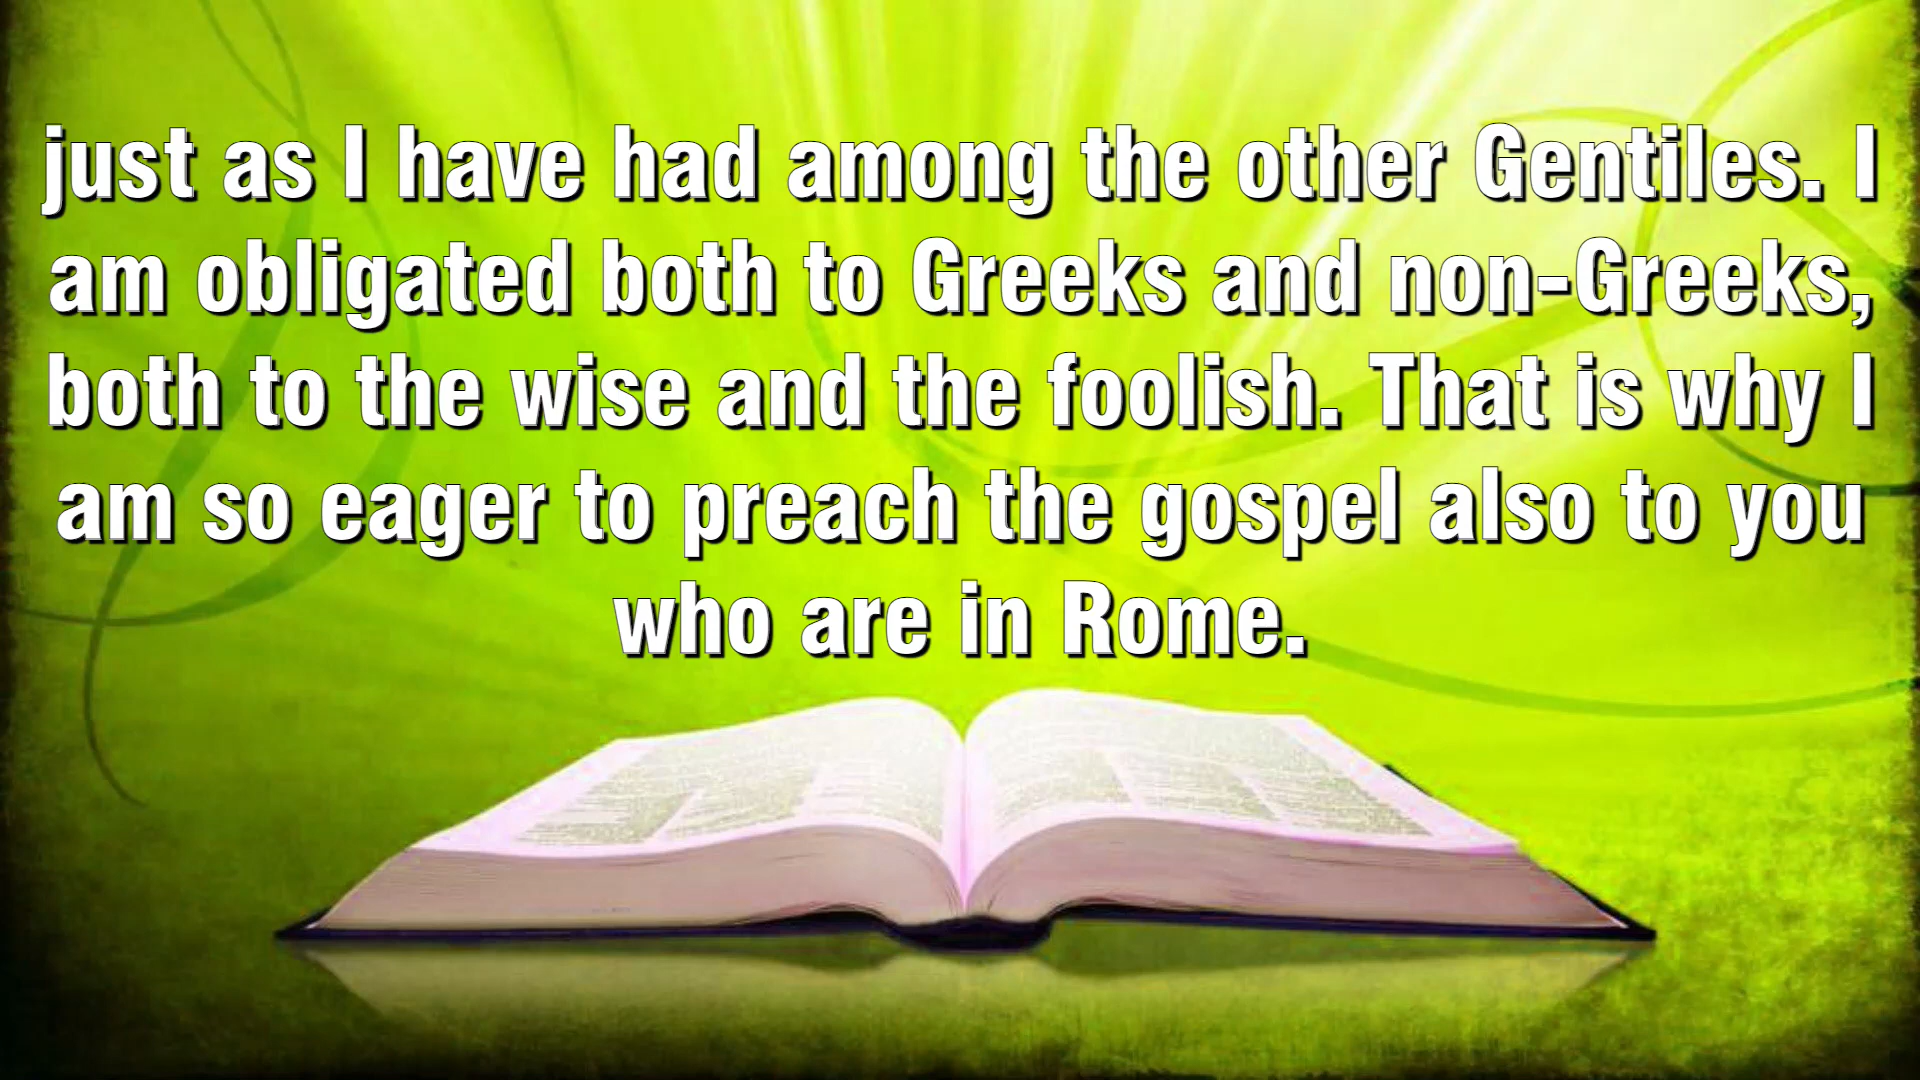 just as I have had among the other Gentiles. I
am obligated both to Greeks and non-Greeks,
both to the wise and the foolish. That is why I
am so eager to preach the gospel also to you
who are in Rome.